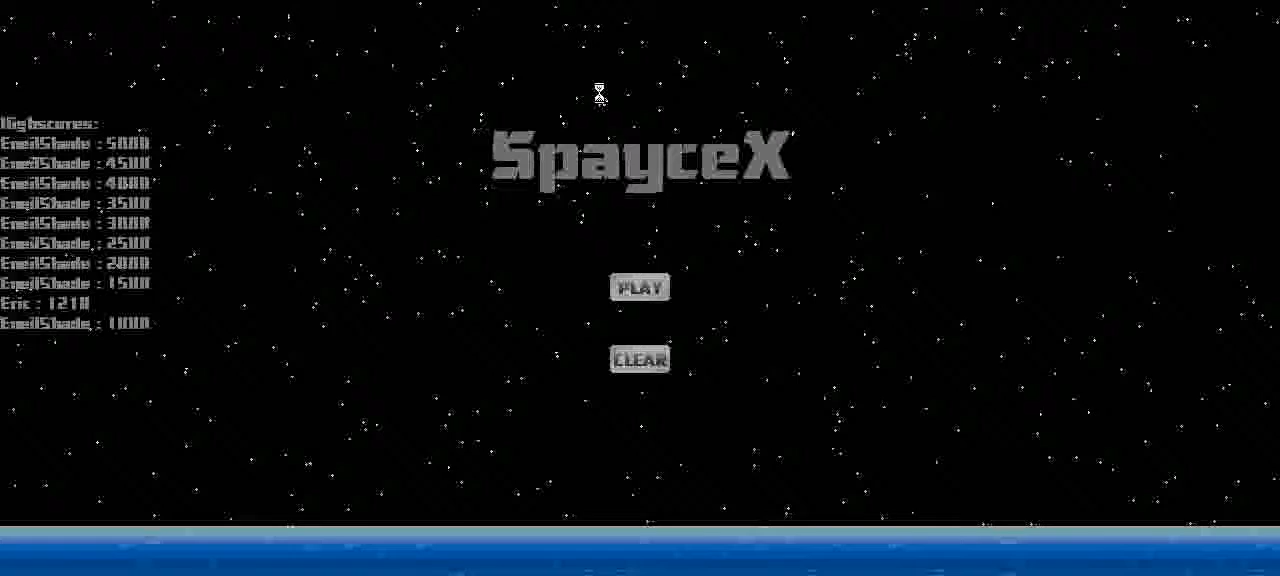 Highscores:
EmeilShade : 5000
EmeilShade : 4500
EmeilShade : 4000
EmeilShade : 3500
EmeilShade : 3000
EmeilShade : 2500
EmeilShade : 2000
EmeilShade : 1500
Eric : 1210
EmeilShade : 1000
SpayceX
PLAY
CLEAR